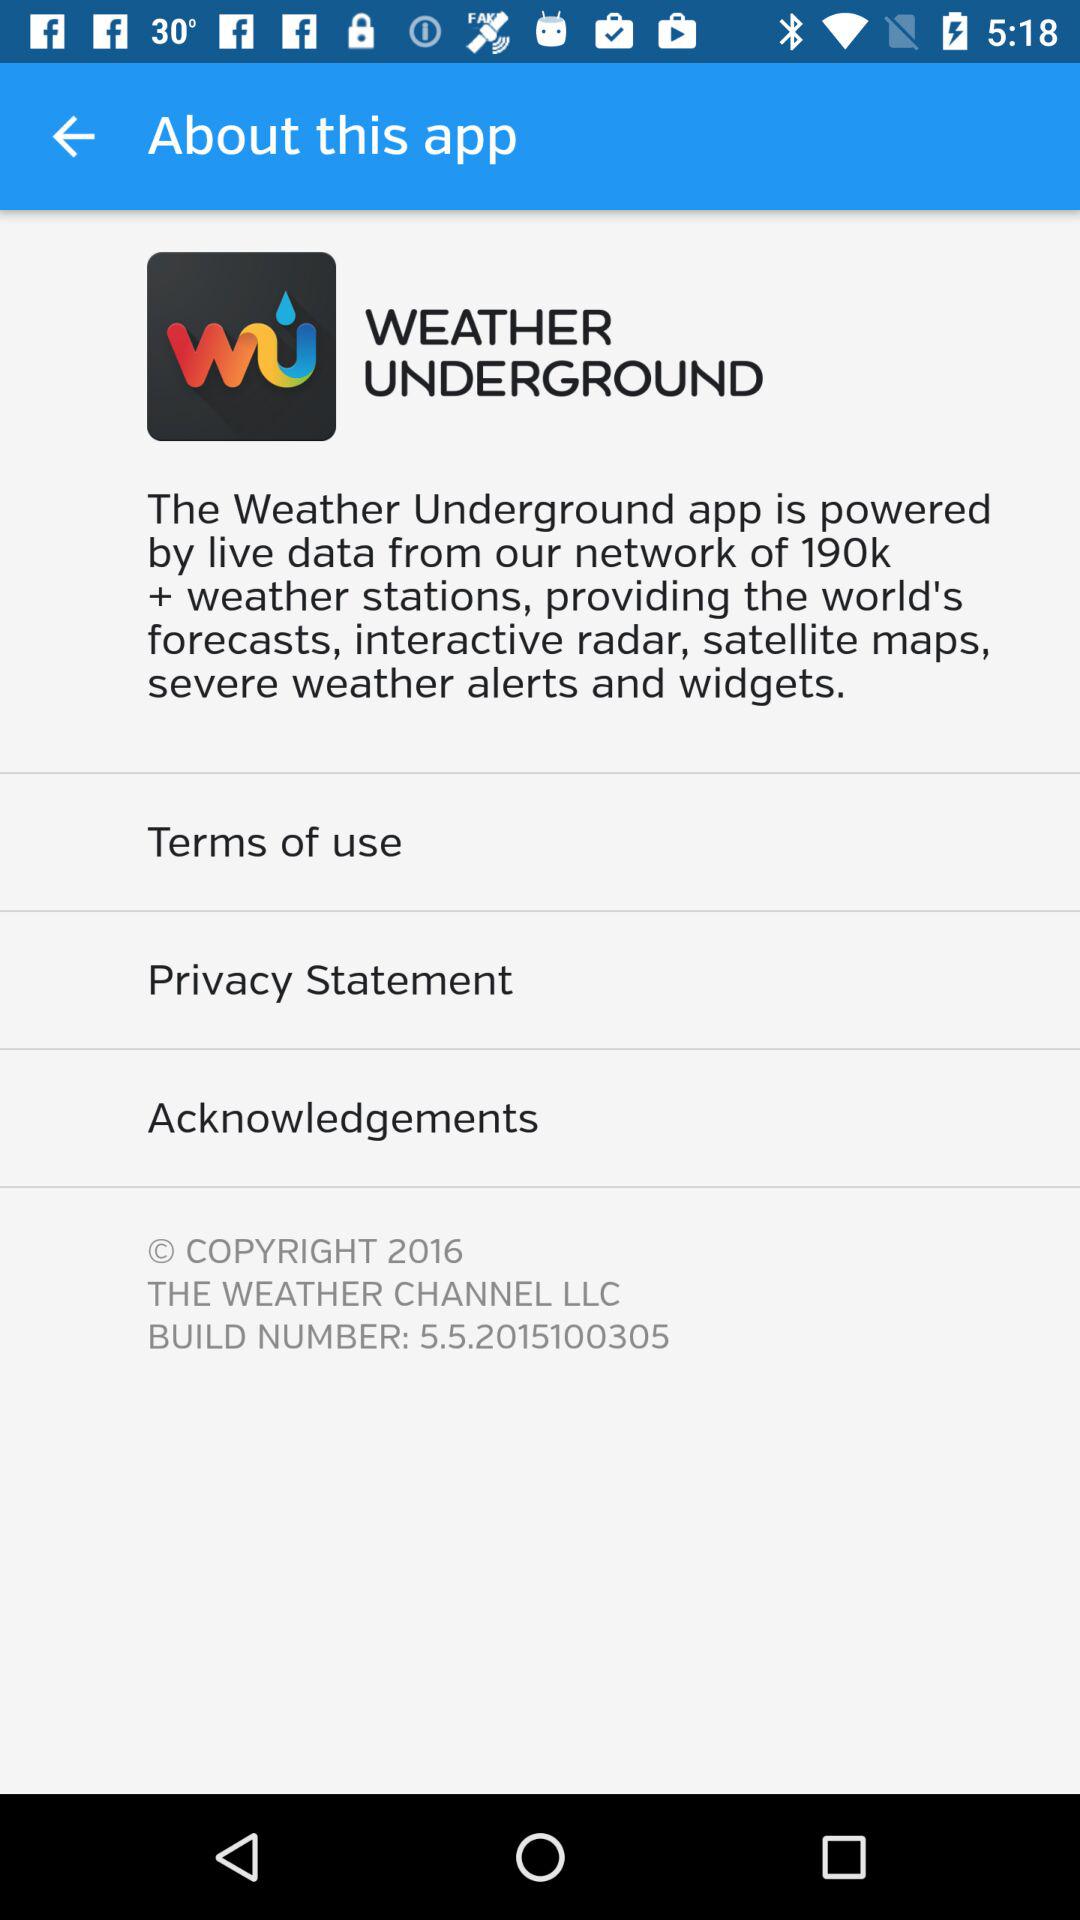 30° FAKE 5:18
About this app
WU
WEATHER
UNDERGROUND
The Weather Underground app is powered
by live data from our network of 190k
+ weather stations, providing the world's
forecasts, interactive radar, satellite maps,
severe weather alerts and widgets.
Terms of use
Privacy Statement
Acknowledgements
© COPYRIGHT 2016
THE WEATHER CHANNEL LLC
BUILD NUMBER: 5.5.2015100305